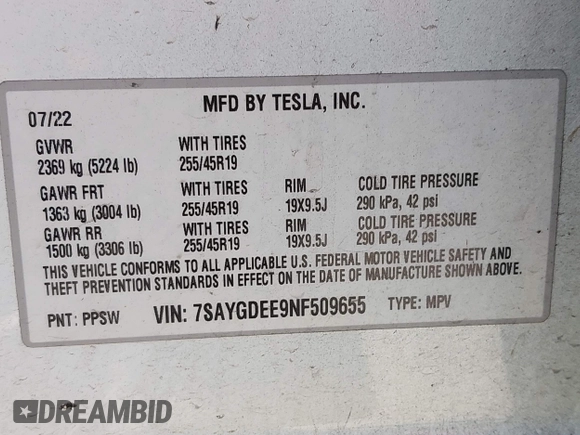 MFD BY TESLA, INC.
07/22
GVWR WITH TIRES
2369 kg (5224 lb) 255/45R19
GAWR FRT WITH TIRES RIM COLD TIRE PRESSURE
1363 kg (3004 lb) 255/45R19 19X9.5J 290 kPa, 42 psi
GAWR RR WITH TIRES RIM COLD TIRE PRESSURE
1500 kg (3306 lb) 255/45R19 19X9.5J 290 kPa, 42 psi
THIS VEHICLE CONFORMS TO ALL APPLICABLE U.S. FEDERAL MOTOR VEHICLE SAFETY AND
THEFT PREVENTION STANDARDS IN EFFECT ON THE DATE OF MANUFACTURE SHOWN ABOVE.
PNT: PPSW VIN: 7SAYGDEE9NF509655 TYPE: MPV
DREAMBID